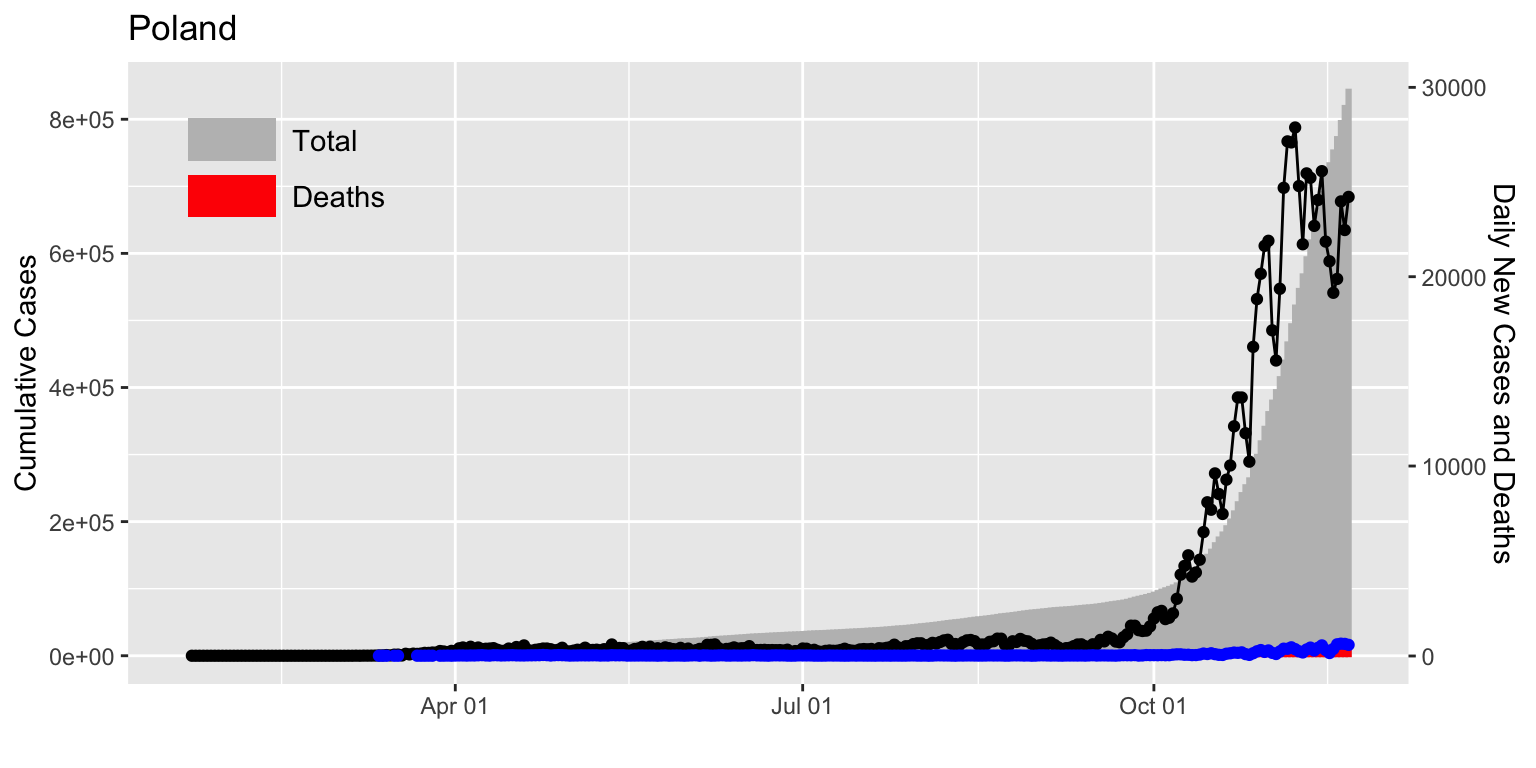 Poland
Total
Deaths
Cumulative Cases
8e+05
6e+05
4e+05
2e+05
0e+00
30000
20000
10000
0
Daily New Cases and Deaths
Apr 01
Jul 01
Oct 01